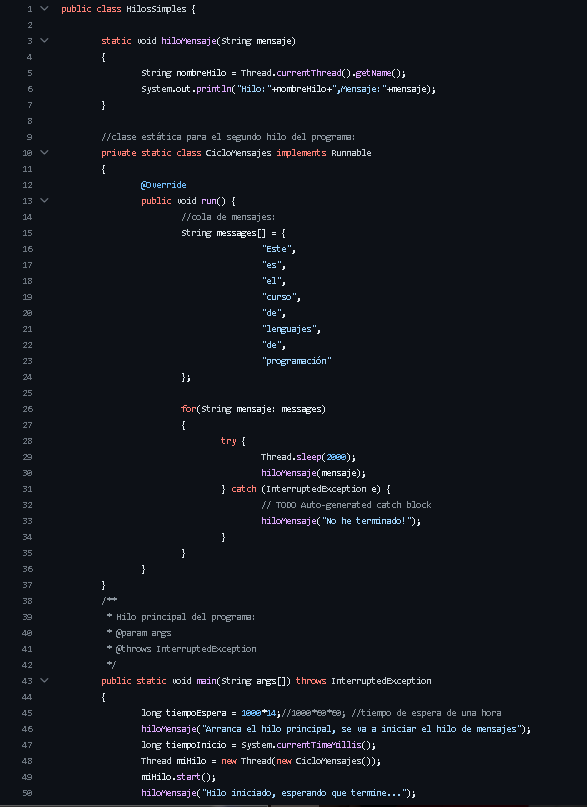 1 public class HilosSimples {
2
3 static void hiloMensaje(String mensaje)
4 {
5 String nombreHilo = Thread.currentThread().getName();
6 System.out.println("Hilo:"+nombreHilo+",Mensaje:"+mensaje);
7 }
8
9 //clase estática para el segundo hilo del programa:
10 private static class CicloMensajes implements Runnable
11 {
12 @Override
13 public void run() {
14 //cola de mensajes:
15 String messages[] = {
16 "Este",
17 "es",
18 "el",
19 "curso",
20 "de",
21 "lenguajes",
22 "de",
23 "programación"
24 };
25
26 for(String mensaje: messages)
27 {
28 try {
29 Thread.sleep(2000);
30 hiloMensaje(mensaje);
31 } catch (InterruptedException e) {
32 // TODO Auto-generated catch block
33 hiloMensaje("No he terminado!");
34 }
35 }
36 }
37 }
38 /**
39 * Hilo principal del programa:
40 * @param args
41 * @throws InterruptedException
42 */
43 public static void main(String args[]) throws InterruptedException
44 {
45 long tiempoEspera = 1000*14;//1000*60*60; //tiempo de espera de una hora
46 hiloMensaje("Arranca el hilo principal, se va a iniciar el hilo de mensajes");
47 long tiempoInicio = System.currentTimeMillis();
48 Thread miHilo = new Thread(new CicloMensajes());
49 miHilo.start();
50 hiloMensaje("Hilo iniciado, esperando que termine...");